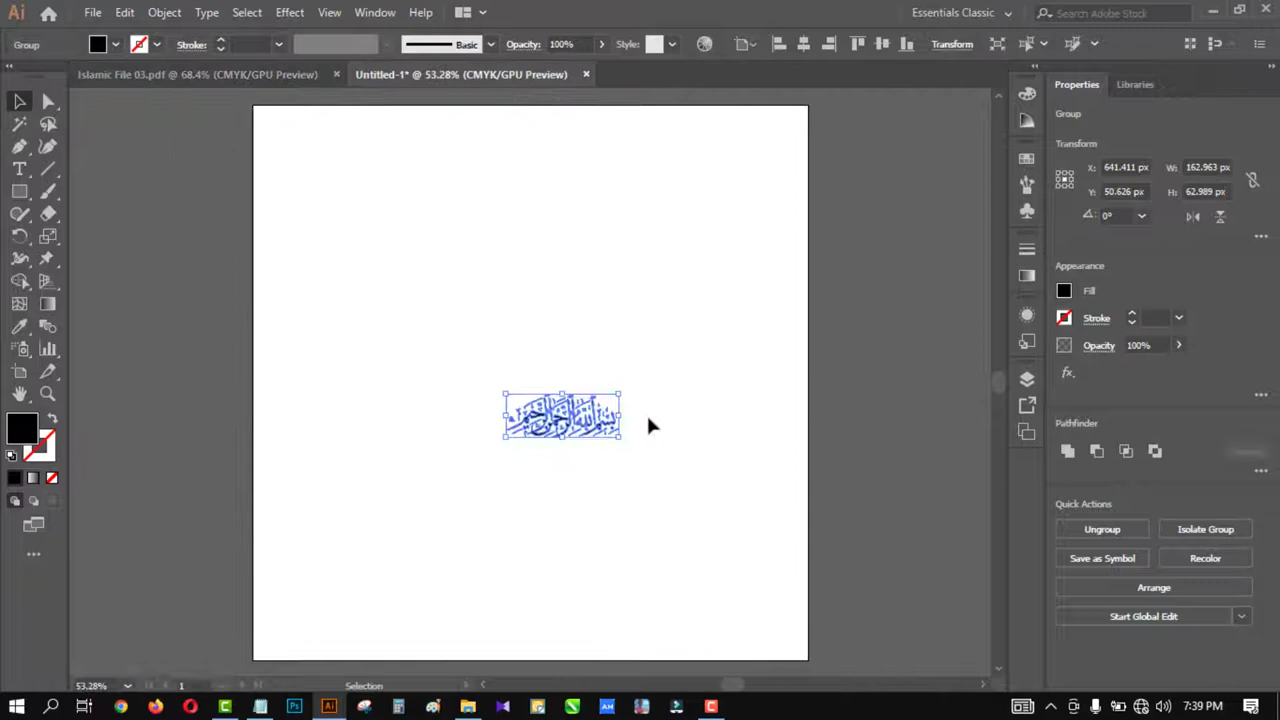 Ai File Edit Object Type Select Effect View Window Help Essentials Classic Search Adobe Stock
Group Stroke: Basic Opacity: 100% Style: Transform
Islamic File 03.pdf @ 68.4% (CMYK/GPU Preview) × Untitled-1* @ 53.28% (CMYK/GPU Preview) ×
Properties Libraries
Group
Transform
X: 641.411 px W: 162.963 px
Y: 50.626 px H: 62.989 px
0°
Appearance
Fill
Stroke
Opacity 100%
fx.
بسم الله الرحمن الرحيم
Pathfinder
Quick Actions
Ungroup Isolate Group
Save as Symbol Recolor
Arrange
Start Global Edit
53.28% 1 Selection
Ps Ai AM 7:39 PM